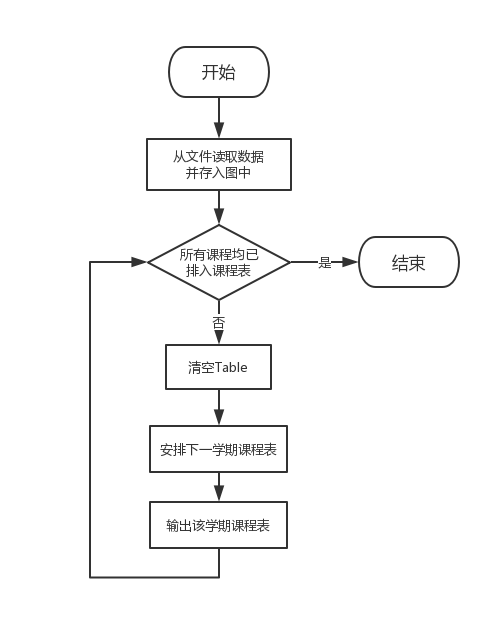 开始
从文件读取数据
并存入图中
所有课程均已
排入课程表
是
结束
否
清空Table
安排下一学期课程表
输出该学期课程表